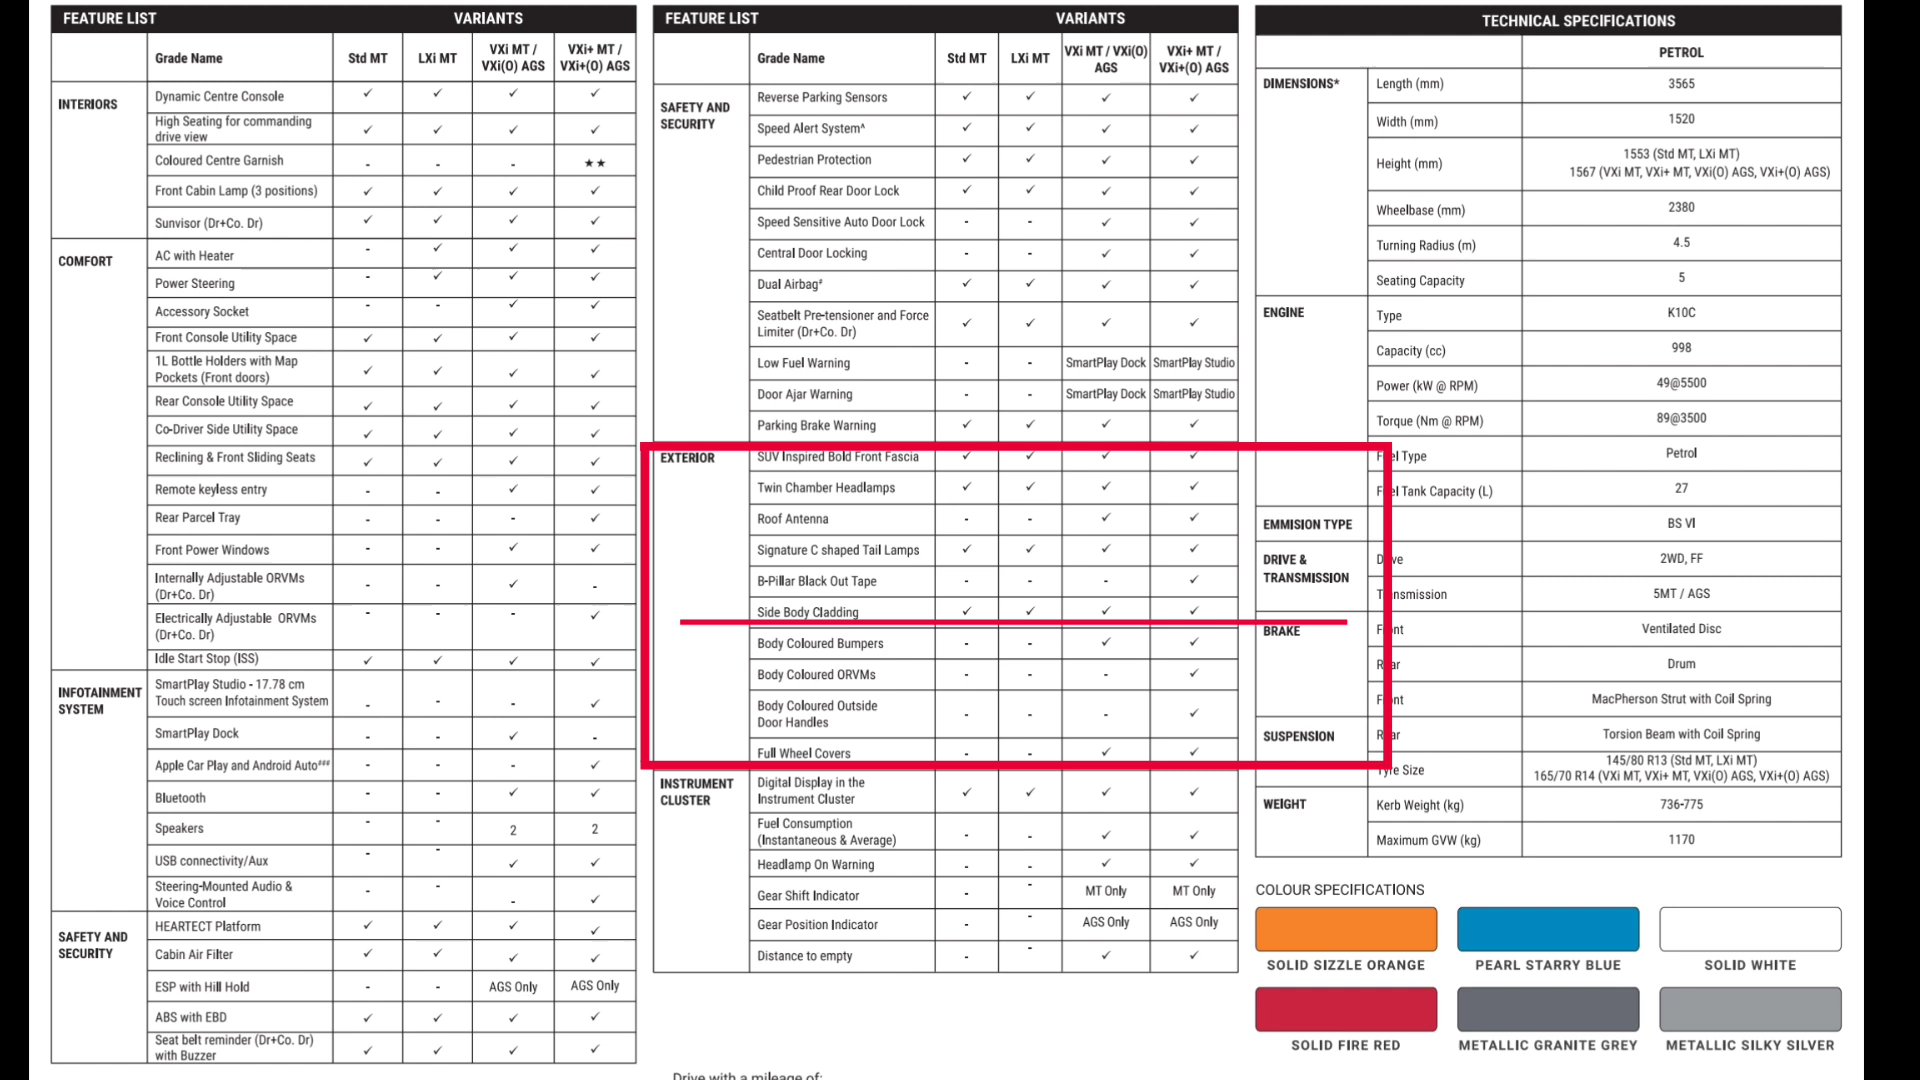 FEATURE LIST VARIANTS
Grade Name Std MT LXi MT VXi MT / VXi(O) AGS VXi+ MT / VXi+(O) AGS
INTERIORS
Dynamic Centre Console ✓ ✓ ✓ ✓
High Seating for commanding drive view ✓ ✓ ✓ ✓
Coloured Centre Garnish - - - ★★
Front Cabin Lamp (3 positions) ✓ ✓ ✓ ✓
Sunvisor (Dr+Co. Dr) ✓ ✓ ✓ ✓
COMFORT
AC with Heater - ✓ ✓ ✓
Power Steering - ✓ ✓ ✓
Accessory Socket - - ✓ ✓
Front Console Utility Space ✓ ✓ ✓ ✓
1L Bottle Holders with Map Pockets (Front doors) ✓ ✓ ✓ ✓
Rear Console Utility Space ✓ ✓ ✓ ✓
Co-Driver Side Utility Space ✓ ✓ ✓ ✓
Reclining & Front Sliding Seats ✓ ✓ ✓ ✓
Remote keyless entry - - ✓ ✓
Rear Parcel Tray - - - ✓
Front Power Windows - - ✓ ✓
Internally Adjustable ORVMs (Dr+Co. Dr) - - ✓ -
Electrically Adjustable ORVMs (Dr+Co. Dr) - - - ✓
Idle Start Stop (ISS) ✓ ✓ ✓ ✓
INFOTAINMENT SYSTEM
SmartPlay Studio - 17.78 cm Touch screen Infotainment System - - - ✓
SmartPlay Dock - - ✓ -
Apple Car Play and Android Auto### - - - ✓
Bluetooth - - ✓ ✓
Speakers - - 2 2
USB connectivity/Aux - - ✓ ✓
Steering-Mounted Audio & Voice Control - - - ✓
SAFETY AND SECURITY
HEARTECT Platform ✓ ✓ ✓ ✓
Cabin Air Filter ✓ ✓ ✓ ✓
ESP with Hill Hold - - AGS Only AGS Only
ABS with EBD ✓ ✓ ✓ ✓
Seat belt reminder (Dr+Co. Dr) with Buzzer ✓ ✓ ✓ ✓
FEATURE LIST VARIANTS
Grade Name Std MT LXi MT VXi MT / VXi(O) AGS VXi+ MT / VXi+(O) AGS
SAFETY AND SECURITY
Reverse Parking Sensors ✓ ✓ ✓ ✓
Speed Alert System^ ✓ ✓ ✓ ✓
Pedestrian Protection ✓ ✓ ✓ ✓
Child Proof Rear Door Lock ✓ ✓ ✓ ✓
Speed Sensitive Auto Door Lock - - ✓ ✓
Central Door Locking - - ✓ ✓
Dual Airbag# ✓ ✓ ✓ ✓
Seatbelt Pre-tensioner and Force Limiter (Dr+Co. Dr) ✓ ✓ ✓ ✓
Low Fuel Warning - - SmartPlay Dock SmartPlay Studio
Door Ajar Warning - - SmartPlay Dock SmartPlay Studio
Parking Brake Warning ✓ ✓ ✓ ✓
EXTERIOR
SUV Inspired Bold Front Fascia ✓ ✓ ✓ ✓
Twin Chamber Headlamps ✓ ✓ ✓ ✓
Roof Antenna - - ✓ ✓
Signature C shaped Tail Lamps ✓ ✓ ✓ ✓
B-Pillar Black Out Tape - - - ✓
Side Body Cladding ✓ ✓ ✓ ✓
Body Coloured Bumpers - - ✓ ✓
Body Coloured ORVMs - - - ✓
Body Coloured Outside Door Handles - - - ✓
Full Wheel Covers - - ✓ ✓
INSTRUMENT CLUSTER
Digital Display in the Instrument Cluster ✓ ✓ ✓ ✓
Fuel Consumption (Instantaneous & Average) - - ✓ ✓
Headlamp On Warning - - ✓ ✓
Gear Shift Indicator - - MT Only MT Only
Gear Position Indicator - - AGS Only AGS Only
Distance to empty - - ✓ ✓
Drive with a mileage of:
TECHNICAL SPECIFICATIONS
PETROL
DIMENSIONS*
Length (mm) 3565
Width (mm) 1520
Height (mm) 1553 (Std MT, LXi MT)
1567 (VXi MT, VXi+ MT, VXi(O) AGS, VXi+(O) AGS)
Wheelbase (mm) 2380
Turning Radius (m) 4.5
Seating Capacity 5
ENGINE
Type K10C
Capacity (cc) 998
Power (kW @ RPM) 49@5500
Torque (Nm @ RPM) 89@3500
Fuel Type Petrol
Fuel Tank Capacity (L) 27
EMMISION TYPE BS VI
DRIVE & TRANSMISSION
Drive 2WD, FF
Transmission 5MT / AGS
BRAKE
Front Ventilated Disc
Rear Drum
SUSPENSION
Front MacPherson Strut with Coil Spring
Rear Torsion Beam with Coil Spring
Tyre Size 145/80 R13 (Std MT, LXi MT)
165/70 R14 (VXi MT, VXi+ MT, VXi(O) AGS, VXi+(O) AGS)
WEIGHT
Kerb Weight (kg) 736-775
Maximum GVW (kg) 1170
COLOUR SPECIFICATIONS
SOLID SIZZLE ORANGE PEARL STARRY BLUE SOLID WHITE
SOLID FIRE RED METALLIC GRANITE GREY METALLIC SILKY SILVER